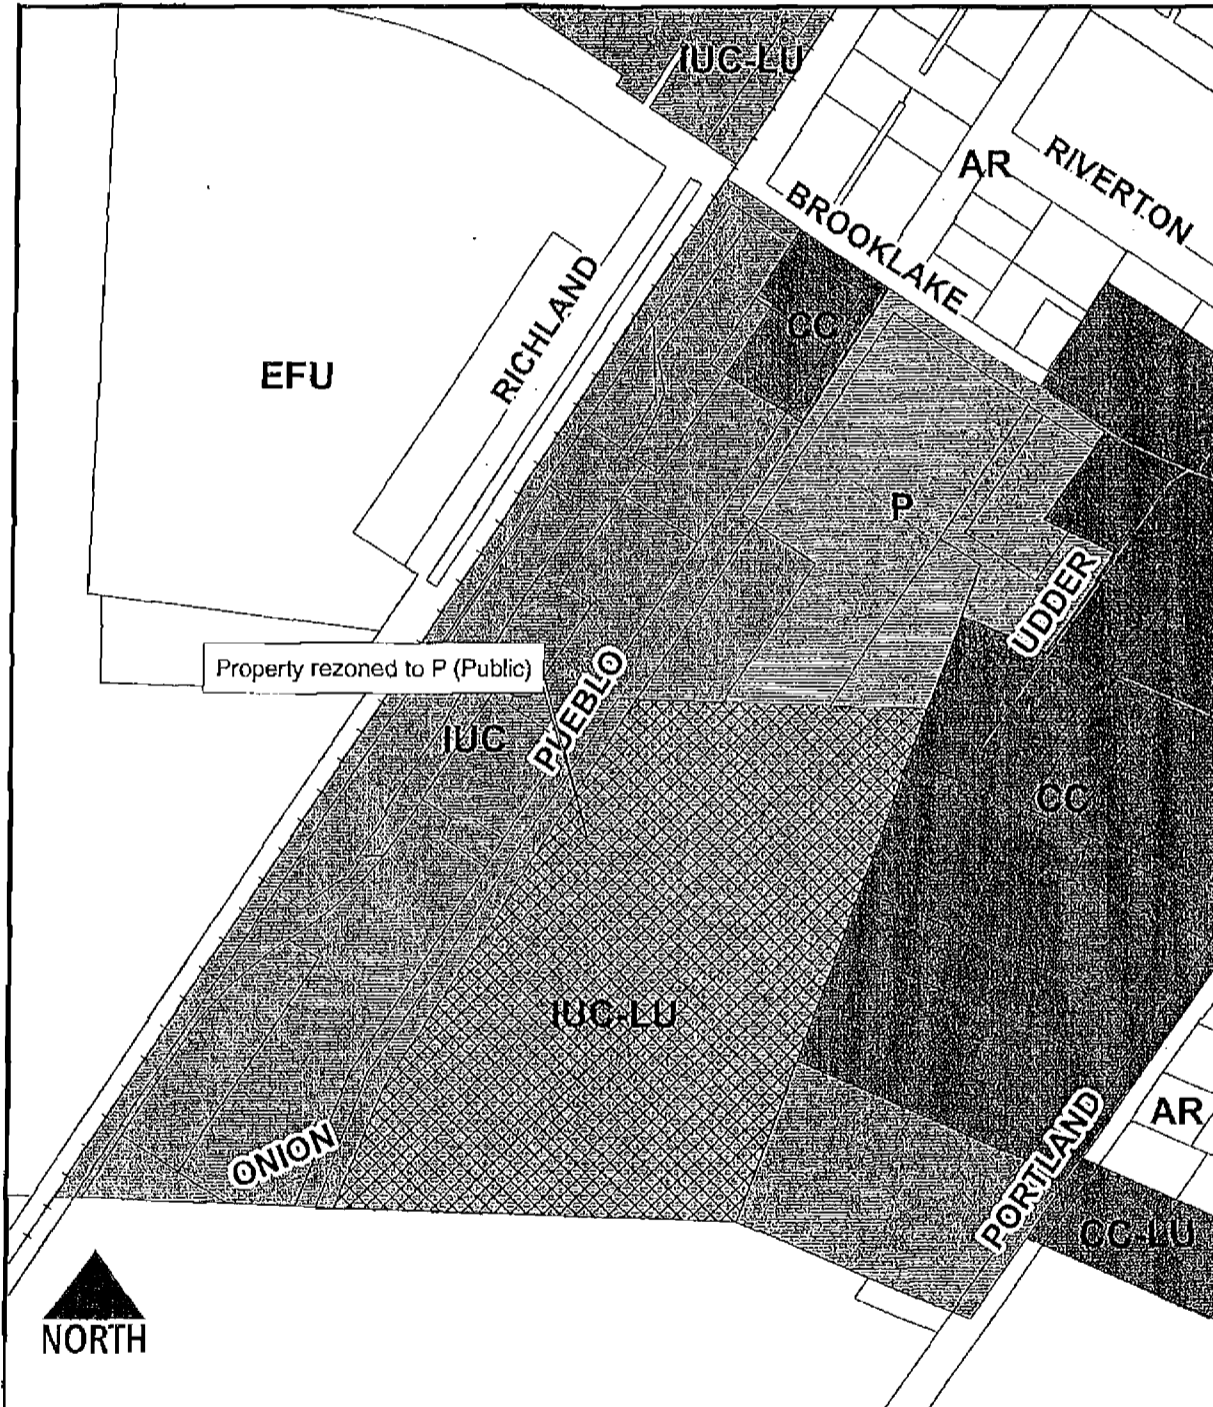 IUC-LU
AR
RIVERTON
BROOKLAKE
RICHLAND
CC
EFU
P
UDDER
Property rezoned to P (Public)
PUEBLO
IUC
CC
IUC-LU
AR
PORTLAND
ONION
CC-LU
NORTH